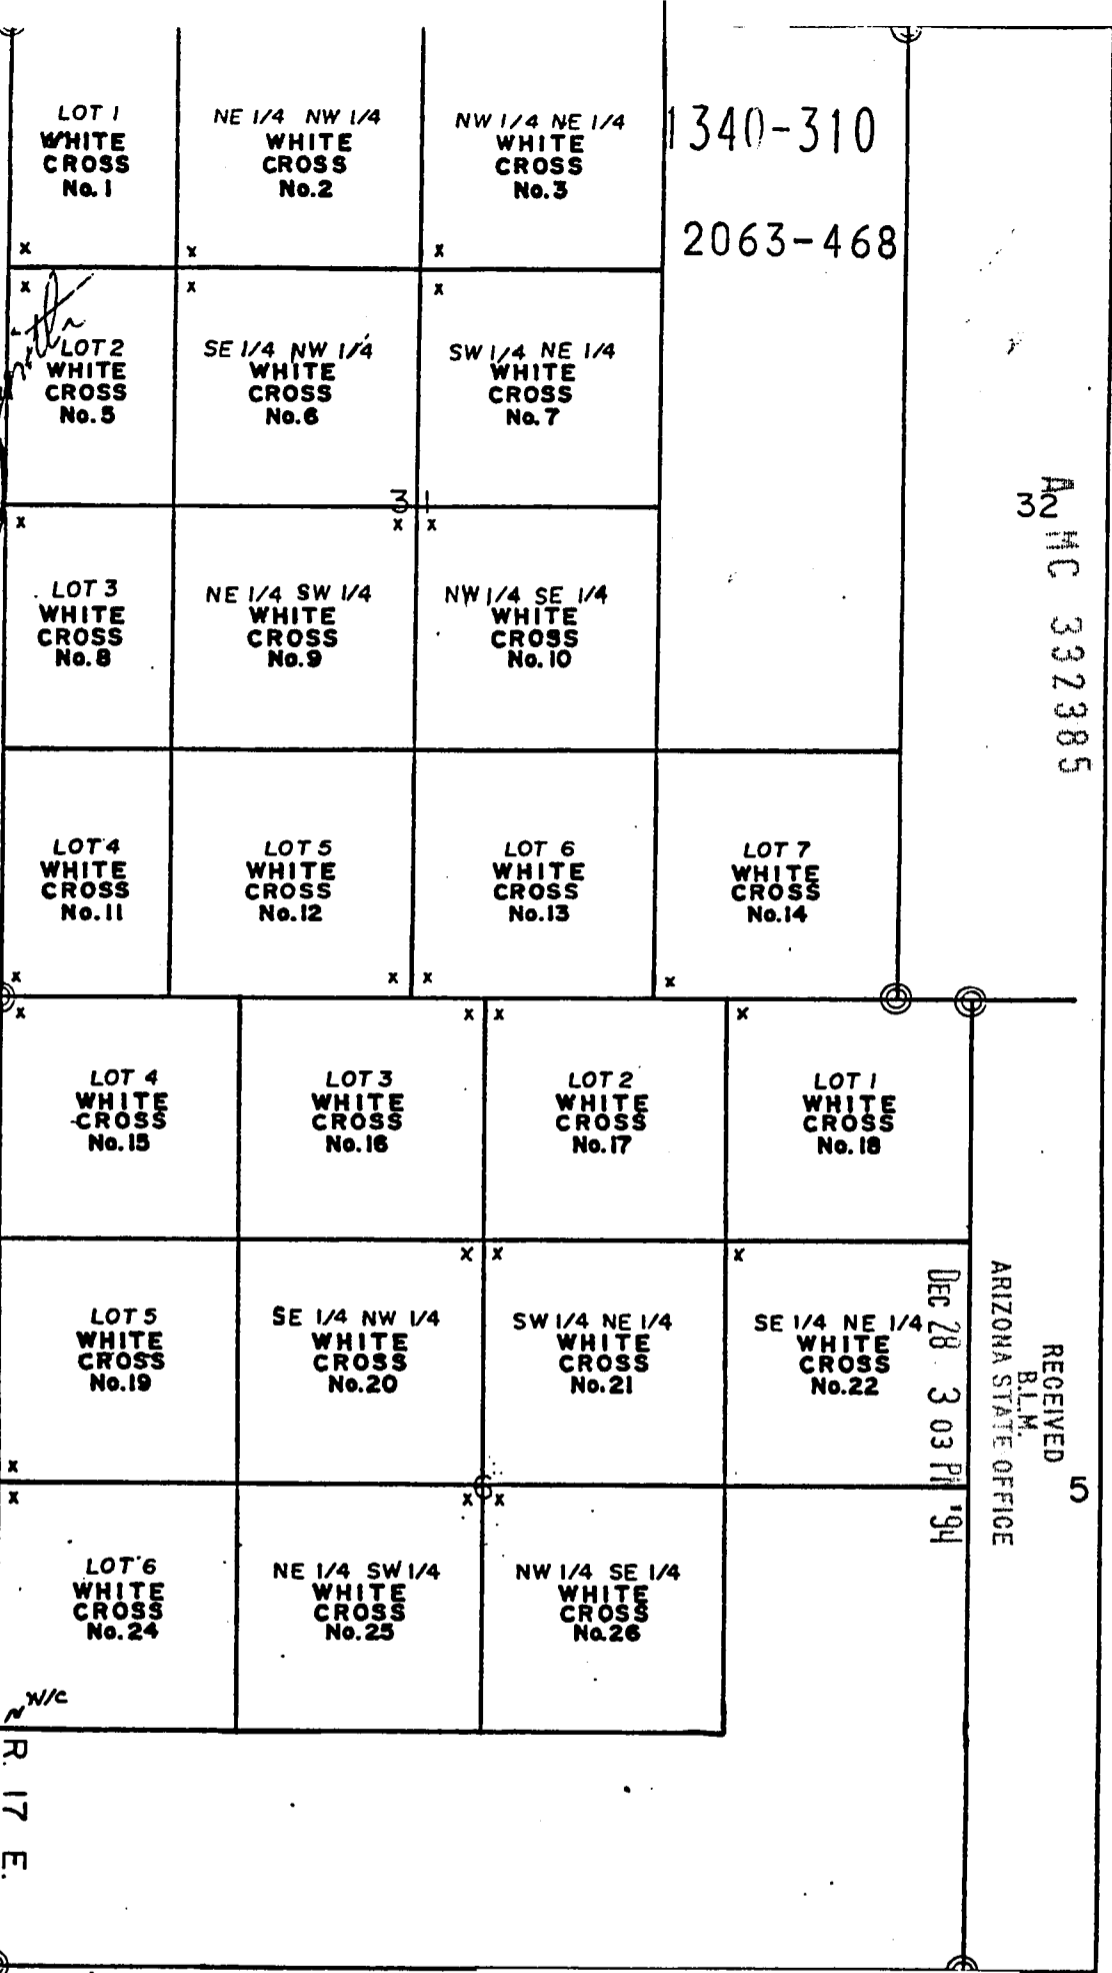 LOT 1
WHITE
CROSS
No. 1
NE 1/4 NW 1/4
WHITE
CROSS
No. 2
NW 1/4 NE 1/4
WHITE
CROSS
No. 3
1340-310
2063-468
x
x
x
x
x
x
LOT 2
WHITE
CROSS
No. 5
SE 1/4 NW 1/4
WHITE
CROSS
No. 6
SW 1/4 NE 1/4
WHITE
CROSS
No. 7
31
32
A MC 332385
x
x
x
LOT 3
WHITE
CROSS
No. 8
NE 1/4 SW 1/4
WHITE
CROSS
No. 9
NW 1/4 SE 1/4
WHITE
CROSS
No. 10
LOT 4
WHITE
CROSS
No. 11
LOT 5
WHITE
CROSS
No. 12
LOT 6
WHITE
CROSS
No. 13
LOT 7
WHITE
CROSS
No. 14
x
x
x
x
x
x
x
x
LOT 4
WHITE
CROSS
No. 15
LOT 3
WHITE
CROSS
No. 16
LOT 2
WHITE
CROSS
No. 17
LOT 1
WHITE
CROSS
No. 18
x
x
x
LOT 5
WHITE
CROSS
No. 19
SE 1/4 NW 1/4
WHITE
CROSS
No. 20
SW 1/4 NE 1/4
WHITE
CROSS
No. 21
SE 1/4 NE 1/4
WHITE
CROSS
No. 22
RECEIVED
B.L.M.
ARIZONA STATE OFFICE
DEC 28 3 03 PM '94
5
x
x
6
x
x
LOT 6
WHITE
CROSS
No. 24
NE 1/4 SW 1/4
WHITE
CROSS
No. 25
NW 1/4 SE 1/4
WHITE
CROSS
No. 26
W/C
R. 17 E.